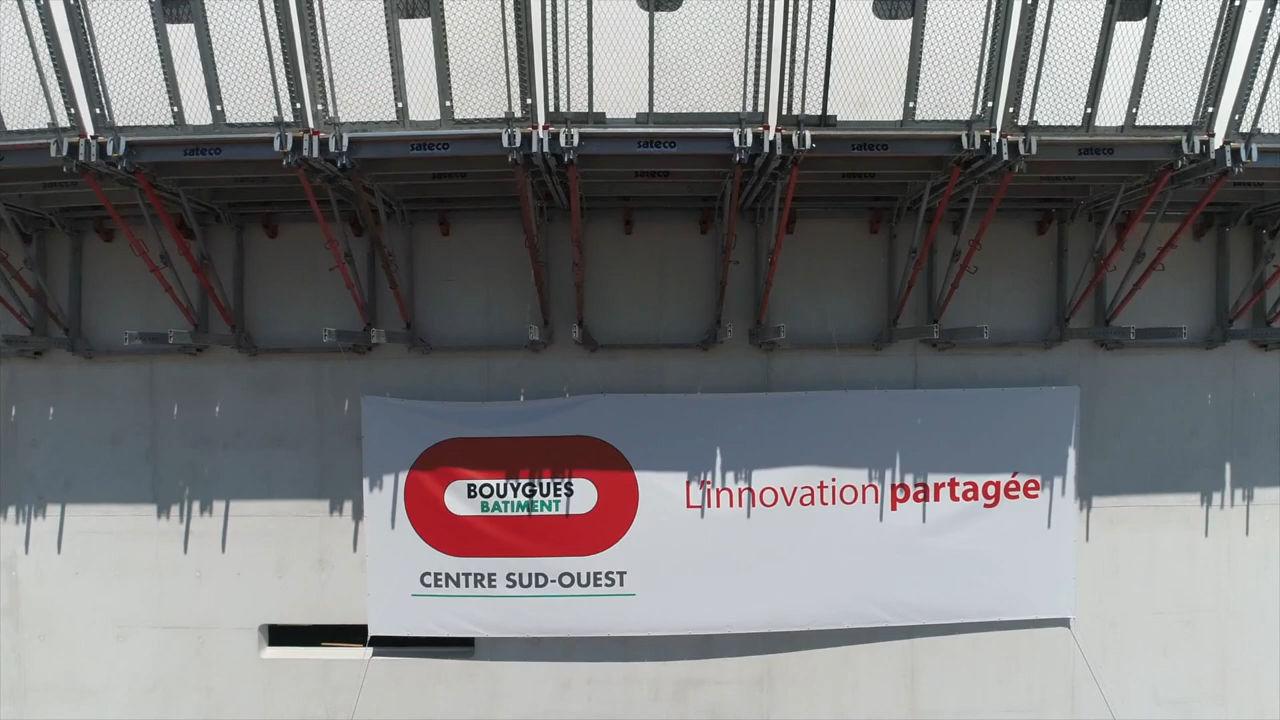 sateco
sateco
sateco
sateco
sateco
BOUYGUES
BATIMENT
CENTRE SUD-OUEST
L'innovation partagée